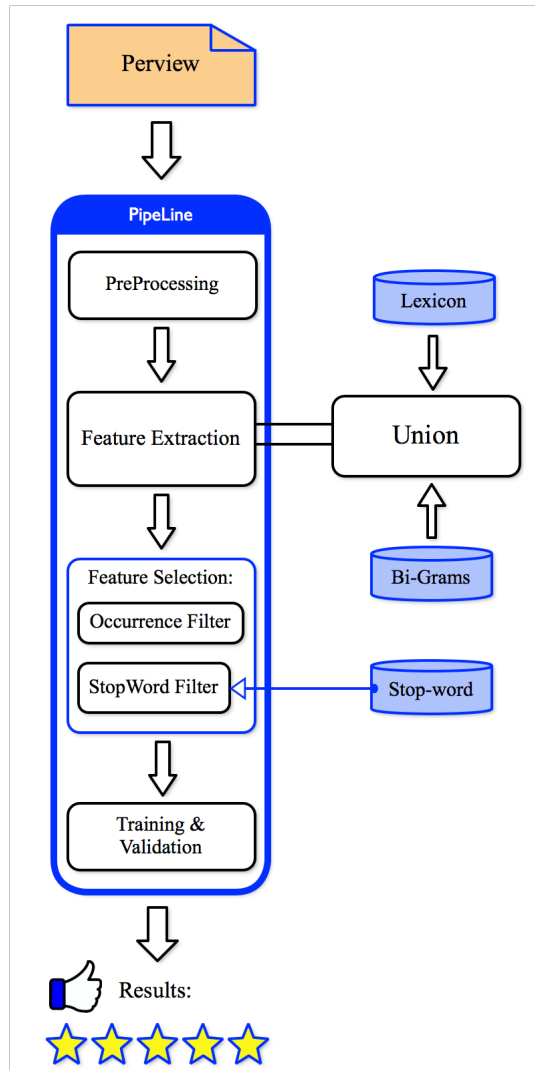 Perview
PipeLine
PreProcessing
Lexicon
Feature Extraction
Union
Feature Selection:
Bi-Grams
Occurrence Filter
StopWord Filter
Stop-word
Training &
Validation
Results: